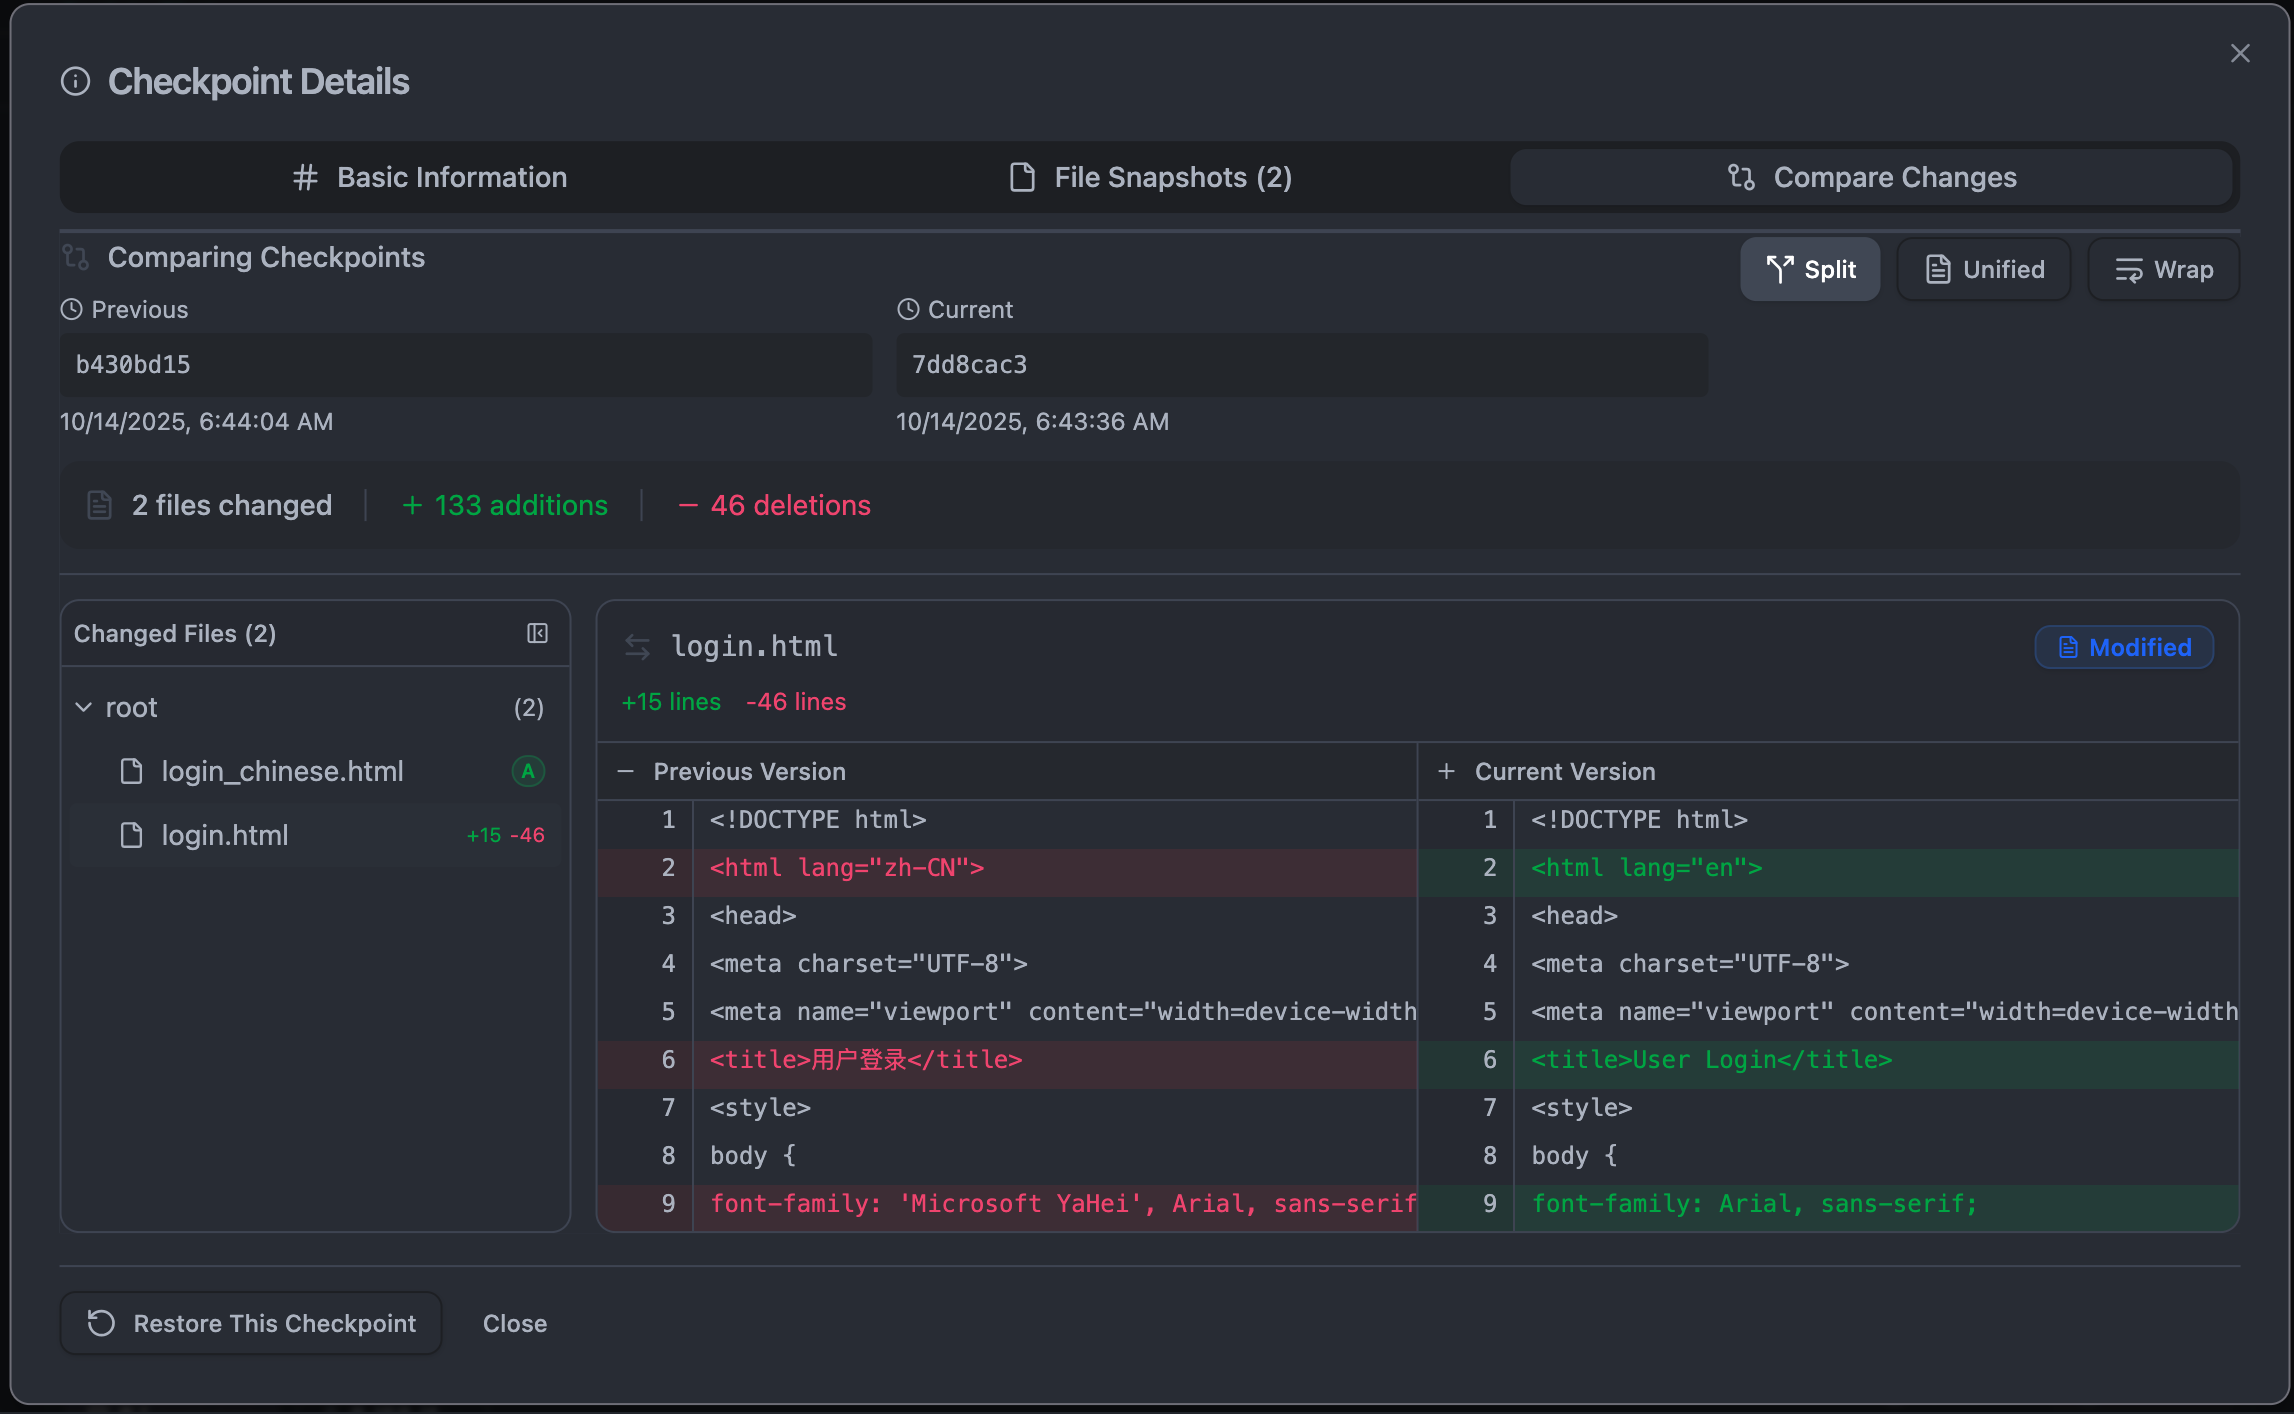 Checkpoint Details
Basic Information
File Snapshots (2)
Compare Changes
Comparing Checkpoints
Split
Unified
Wrap
Previous
Current
b430bd15
7dd8cac3
10/14/2025, 6:44:04 AM
10/14/2025, 6:43:36 AM
2 files changed
+ 133 additions
− 46 deletions
Changed Files (2)
root (2)
login_chinese.html A
login.html +15 -46
login.html
Modified
+15 lines -46 lines
− Previous Version
1 <!DOCTYPE html>
2 <html lang="zh-CN">
3 <head>
4 <meta charset="UTF-8">
5 <meta name="viewport" content="width=device-width
6 <title>用户登录</title>
7 <style>
8 body {
9 font-family: 'Microsoft YaHei', Arial, sans-serif
+ Current Version
1 <!DOCTYPE html>
2 <html lang="en">
3 <head>
4 <meta charset="UTF-8">
5 <meta name="viewport" content="width=device-width
6 <title>User Login</title>
7 <style>
8 body {
9 font-family: Arial, sans-serif;
Restore This Checkpoint
Close